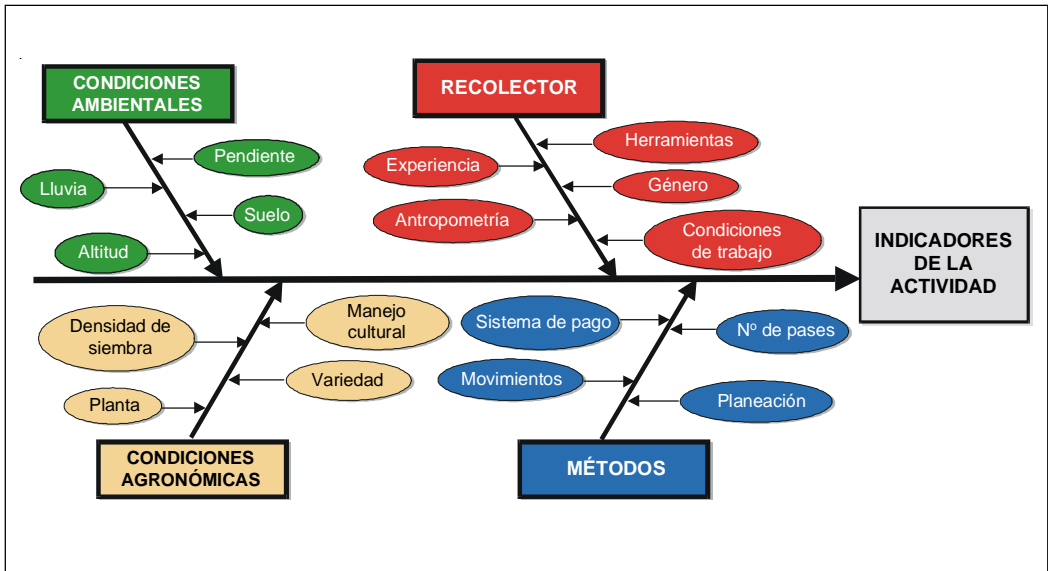 CONDICIONES
AMBIENTALES
RECOLECTOR
Pendiente
Lluvia
Suelo
Altitud
Herramientas
Experiencia
Género
Antropometría
Condiciones
de trabajo
INDICADORES
DE LA
ACTIVIDAD
Densidad de
siembra
Manejo
cultural
Variedad
Planta
Sistema de pago
Nº de pases
Movimientos
Planeación
CONDICIONES
AGRONÓMICAS
MÉTODOS